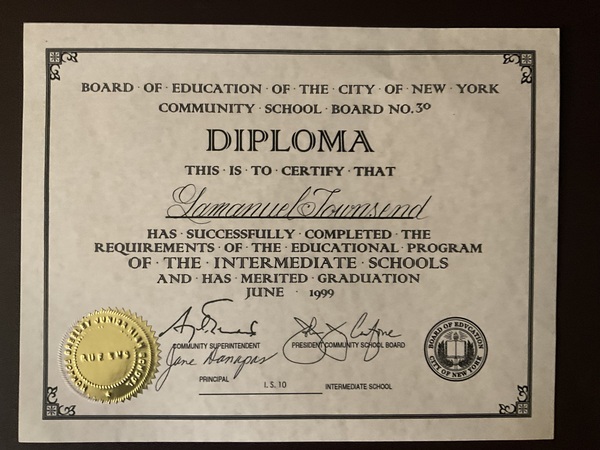 BOARD · OF · EDUCATION · OF · THE · CITY · OF · NEW · YORK
COMMUNITY · SCHOOL · BOARD NO. 30
DIPLOMA
THIS · IS · TO · CERTIFY · THAT
Lamanuel Townsend
HAS · SUCCESSFULLY · COMPLETED · THE
REQUIREMENTS · OF · THE · EDUCATIONAL · PROGRAM
OF · THE · INTERMEDIATE · SCHOOLS
AND · HAS · MERITED · GRADUATION
JUNE · 1999
COMMUNITY SUPERINTENDENT
PRESIDENT COMMUNITY SCHOOL BOARD
PRINCIPAL
I. S. 10
INTERMEDIATE SCHOOL
BOARD OF EDUCATION
CITY OF NEW YORK